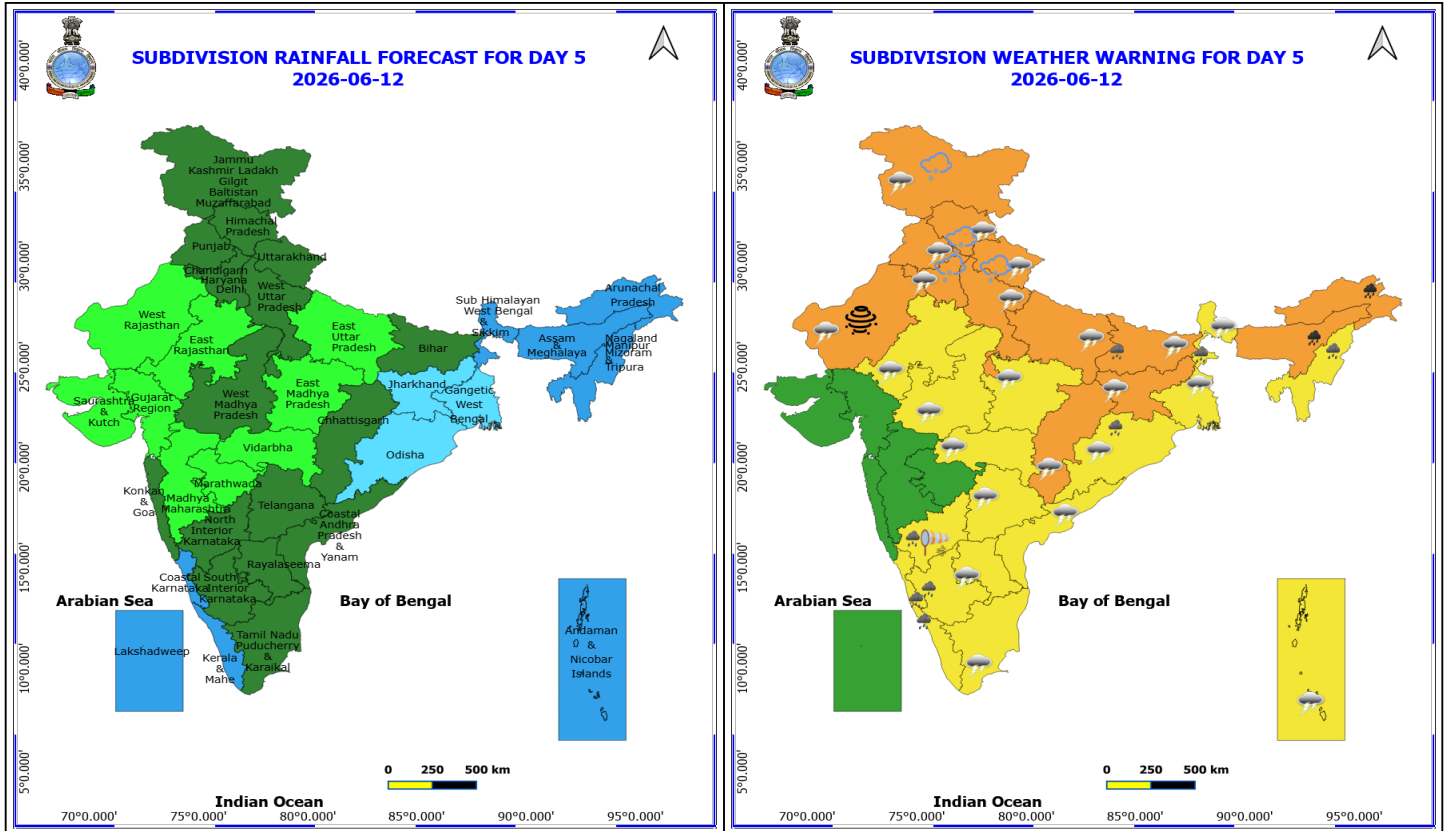 SUBDIVISION RAINFALL FORECAST FOR DAY 5
2026-06-12
40°0.000'
35°0.000'
30°0.000'
25°0.000'
20°0.000'
15°0.000'
10°0.000'
5°0.000'
Jammu
Kashmir Ladakh
Gilgit
Baltistan
Muzaffarabad
Himachal
Pradesh
Punjab
Uttarakhand
Chandigarh
Haryana
Delhi
West
Uttar
Pradesh
West
Rajasthan
East
Rajasthan
East
Uttar
Pradesh
Bihar
Sub Himalayan
West Bengal
&
Sikkim
Arunachal
Pradesh
Assam
&
Meghalaya
Nagaland
Manipur
Mizoram
&
Tripura
Saurashtra
&
Kutch
Gujarat
Region
West
Madhya
Pradesh
East
Madhya
Pradesh
Jharkhand
Gangetic
West
Bengal
Chhattisgarh
Odisha
Vidarbha
Konkan
&
Goa
Madhya
Maharashtra
Marathwada
Telangana
North
Interior
Karnataka
Coastal
Andhra
Pradesh
&
Yanam
Rayalaseema
Coastal
Karnataka
South
Interior
Karnataka
Arabian Sea
Bay of Bengal
Lakshadweep
Kerala
&
Mahe
Tamil Nadu
Puducherry
&
Karaikal
Andaman
&
Nicobar
Islands
0 250 500 km
Indian Ocean
70°0.000' 75°0.000' 80°0.000' 85°0.000' 90°0.000' 95°0.000'
SUBDIVISION WEATHER WARNING FOR DAY 5
2026-06-12
40°0.000'
35°0.000'
30°0.000'
25°0.000'
20°0.000'
15°0.000'
10°0.000'
5°0.000'
Arabian Sea
Bay of Bengal
0 250 500 km
Indian Ocean
70°0.000' 75°0.000' 80°0.000' 85°0.000' 90°0.000' 95°0.000'